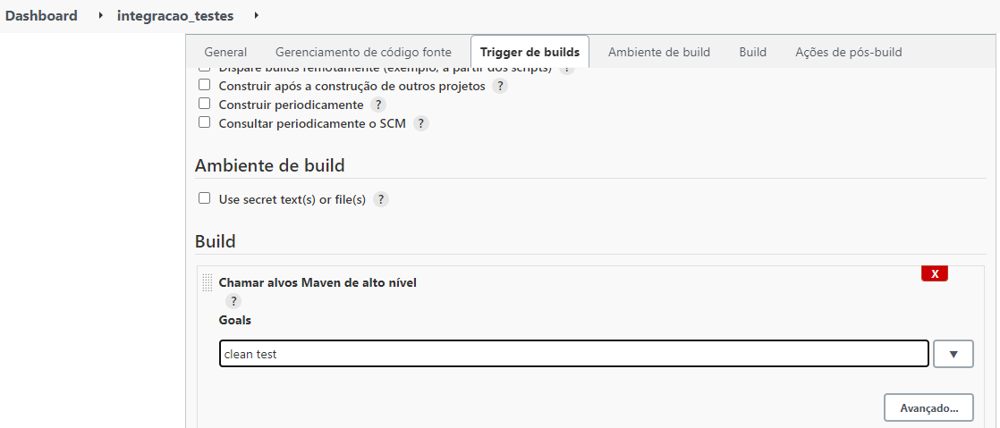 Dashboard integracao_testes
General Gerenciamento de código fonte Trigger de builds Ambiente de build Build Ações de pós-build
Dispare builds remotamente (exemplo, a partir dos scripts) ?
Construir após a construção de outros projetos ?
Construir periodicamente ?
Consultar periodicamente o SCM ?
Ambiente de build
Use secret text(s) or file(s) ?
Build
X
Chamar alvos Maven de alto nível
?
Goals
clean test
Avançado...